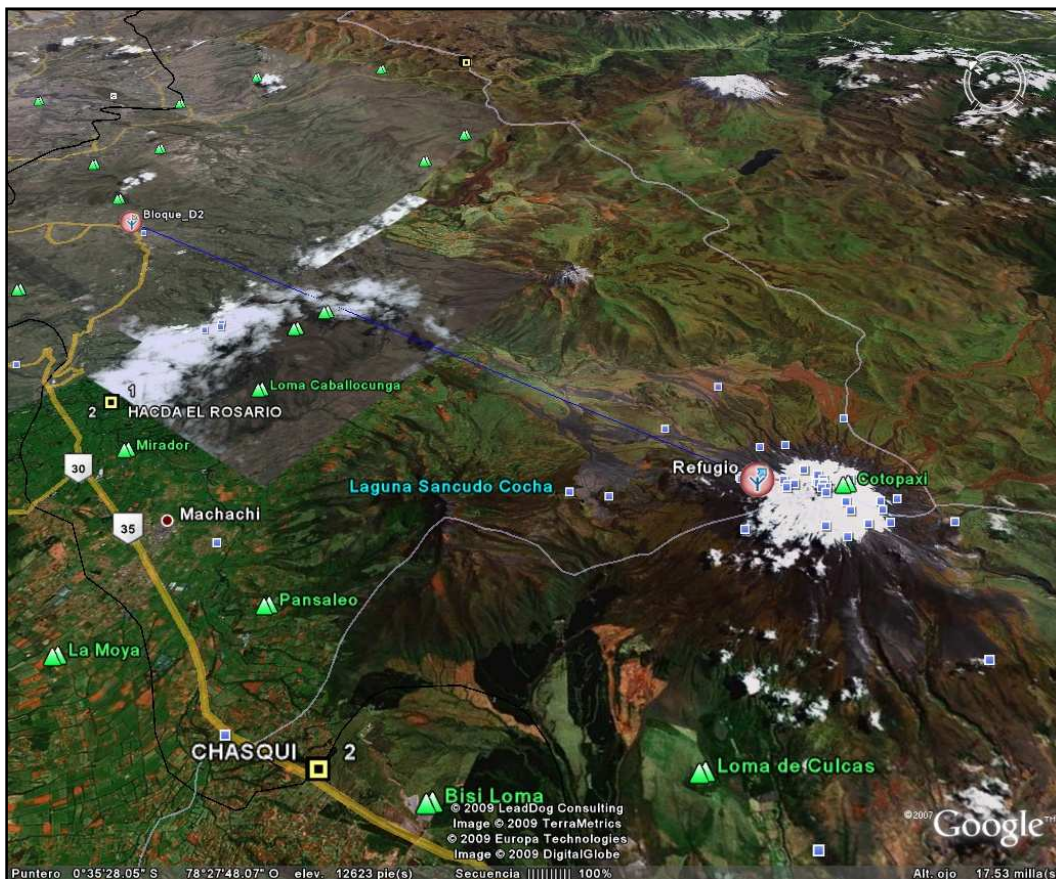 Bloque_D2
Loma Caballocunga
1
2
HACDA EL ROSARIO
Mirador
30
Refugio
Cotopaxi
Laguna Sancudo Cocha
Machachi
35
Pansaleo
La Moya
CHASQUI
2
Loma de Culcas
Bisi Loma
© 2009 LeadDog Consulting
Image © 2009 TerraMetrics
© 2009 Europa Technologies
Image © 2009 DigitalGlobe
©2007 Google™
Puntero 0°35'28.05" S 78°27'48.07" O elev. 12623 pie(s) Secuencia |||||||||| 100% Alt. ojo 17.53 milla(s